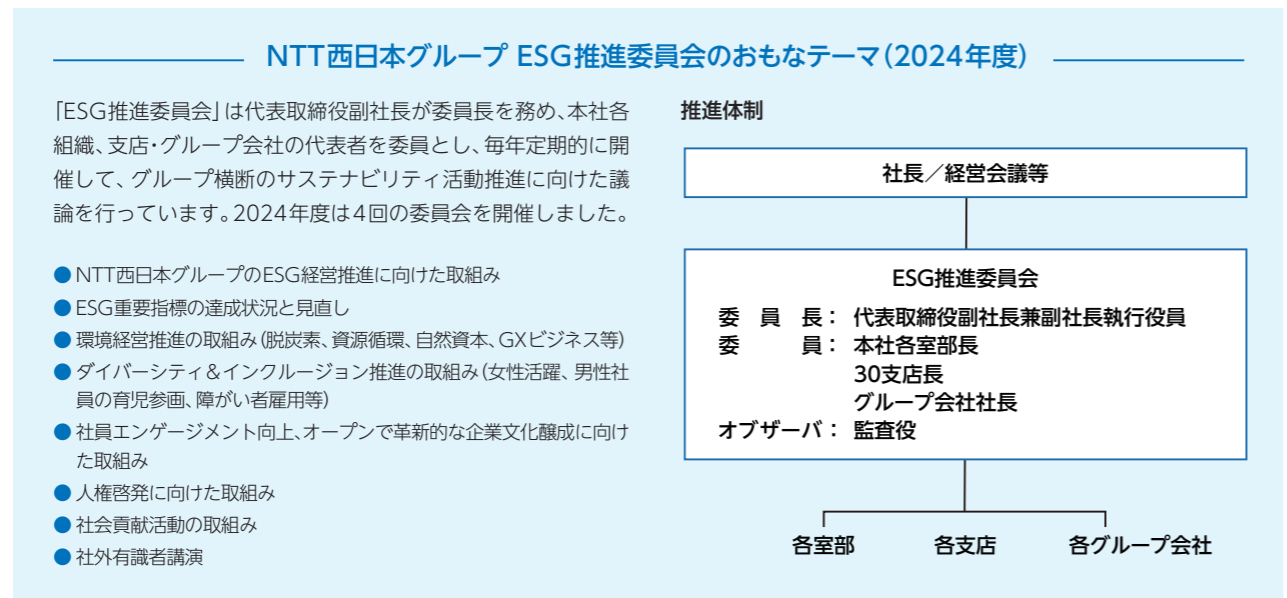 NTT西日本グループ ESG推進委員会のおもなテーマ（2024年度）
「ESG推進委員会」は代表取締役副社長が委員長を務め、本社各
組織、支店・グループ会社の代表者を委員とし、毎年定期的に開
催して、グループ横断のサステナビリティ活動推進に向けた議
論を行っています。2024年度は4回の委員会を開催しました。
●NTT西日本グループのESG経営推進に向けた取組み
●ESG重要指標の達成状況と見直し
●環境経営推進の取組み（脱炭素、資源循環、自然資本、GXビジネス等）
●ダイバーシティ＆インクルージョン推進の取組み（女性活躍、男性社
員の育児参画、障がい者雇用等）
●社員エンゲージメント向上、オープンで革新的な企業文化醸成に向け
た取組み
●人権啓発に向けた取組み
●社会貢献活動の取組み
●社外有識者講演
推進体制
社長／経営会議等
ESG推進委員会
委員長：代表取締役副社長兼副社長執行役員
委員：本社各室部長
30支店長
グループ会社社長
オブザーバ：監査役
各室部 各支店 各グループ会社